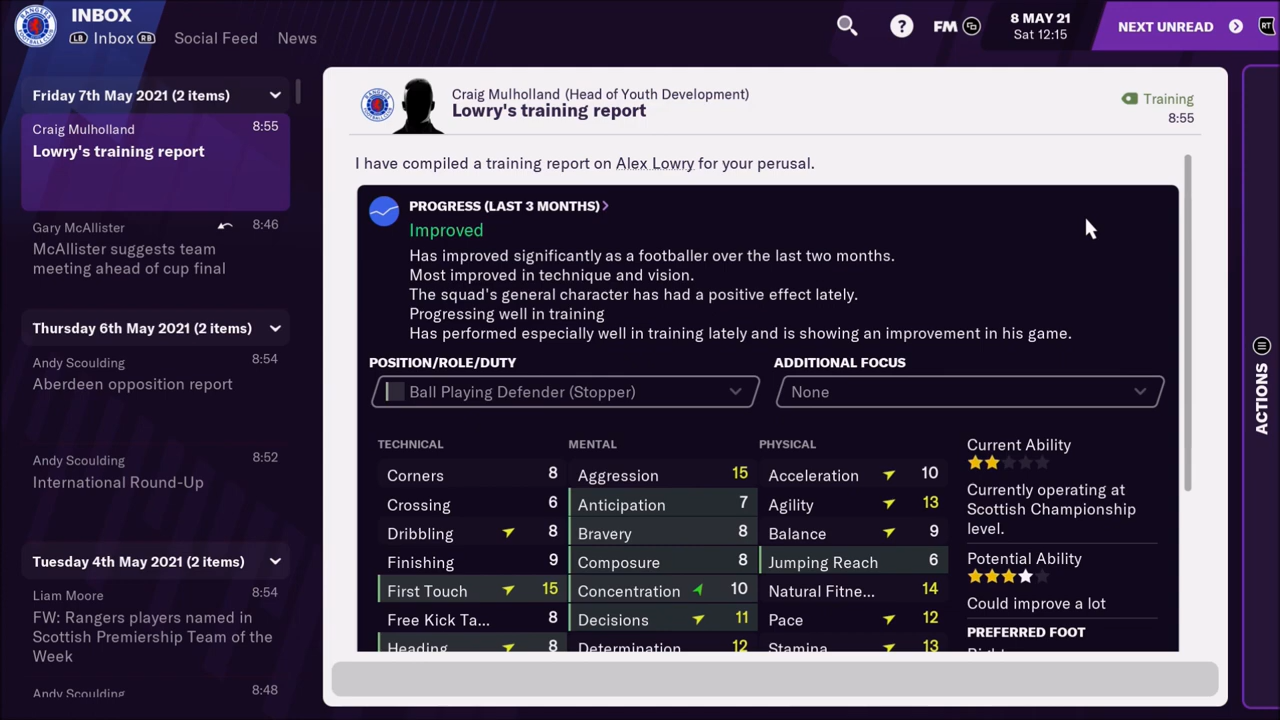 INBOX
LB Inbox RB Social Feed News
FM
8 MAY 21
Sat 12:15
NEXT UNREAD
RT
Friday 7th May 2021 (2 items)
Craig Mulholland 8:55
Lowry's training report
Gary McAllister 8:46
McAllister suggests team
meeting ahead of cup final
Thursday 6th May 2021 (2 items)
Andy Scoulding 8:54
Aberdeen opposition report
Andy Scoulding 8:52
International Round-Up
Tuesday 4th May 2021 (2 items)
Liam Moore 8:54
FW: Rangers players named in
Scottish Premiership Team of the
Week
Andy Scoulding 8:48
Craig Mulholland (Head of Youth Development)
Lowry's training report
Training
8:55
I have compiled a training report on Alex Lowry for your perusal.
PROGRESS (LAST 3 MONTHS)
Improved
Has improved significantly as a footballer over the last two months.
Most improved in technique and vision.
The squad's general character has had a positive effect lately.
Progressing well in training
Has performed especially well in training lately and is showing an improvement in his game.
POSITION/ROLE/DUTY ADDITIONAL FOCUS
Ball Playing Defender (Stopper) None
TECHNICAL MENTAL PHYSICAL
Corners 8 Aggression 15 Acceleration 10
Crossing 6 Anticipation 7 Agility 13
Dribbling 8 Bravery 8 Balance 9
Finishing 9 Composure 8 Jumping Reach 6
First Touch 15 Concentration 10 Natural Fitne... 14
Free Kick Ta... 8 Decisions 11 Pace 12
Heading 8 Determination 12 Stamina 13
Current Ability
Currently operating at
Scottish Championship
level.
Potential Ability
Could improve a lot
PREFERRED FOOT
Right
ACTIONS